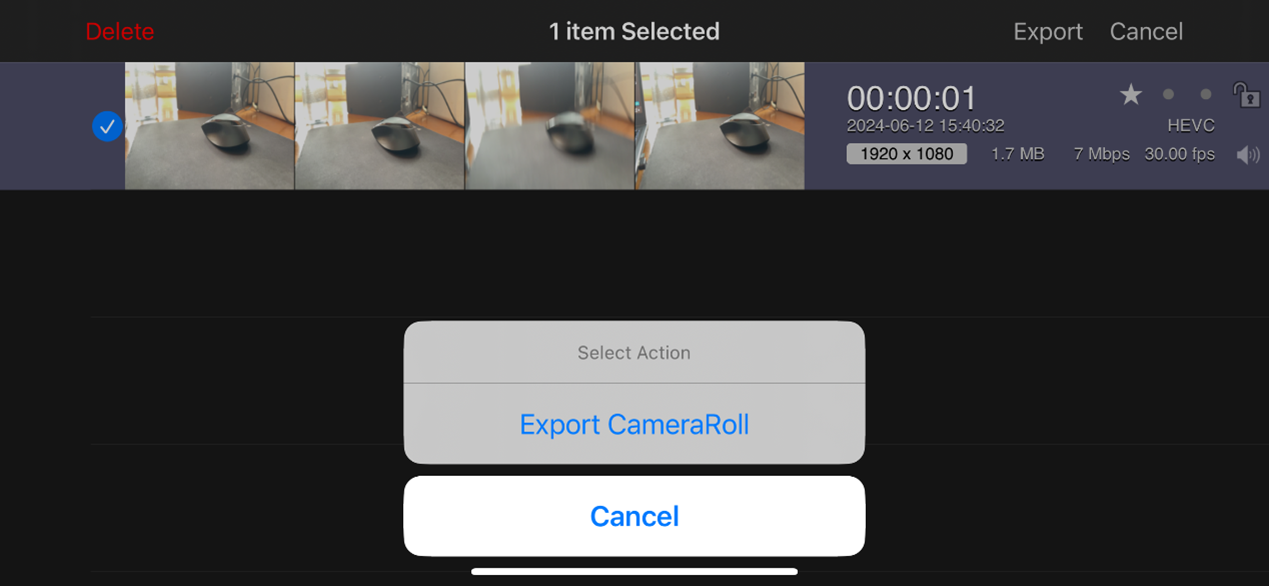 Delete
1 item Selected
Export
Cancel
00:00:01
2024-06-12 15:40:32
HEVC
1920 x 1080
1.7 MB
7 Mbps
30.00 fps
Select Action
Export CameraRoll
Cancel